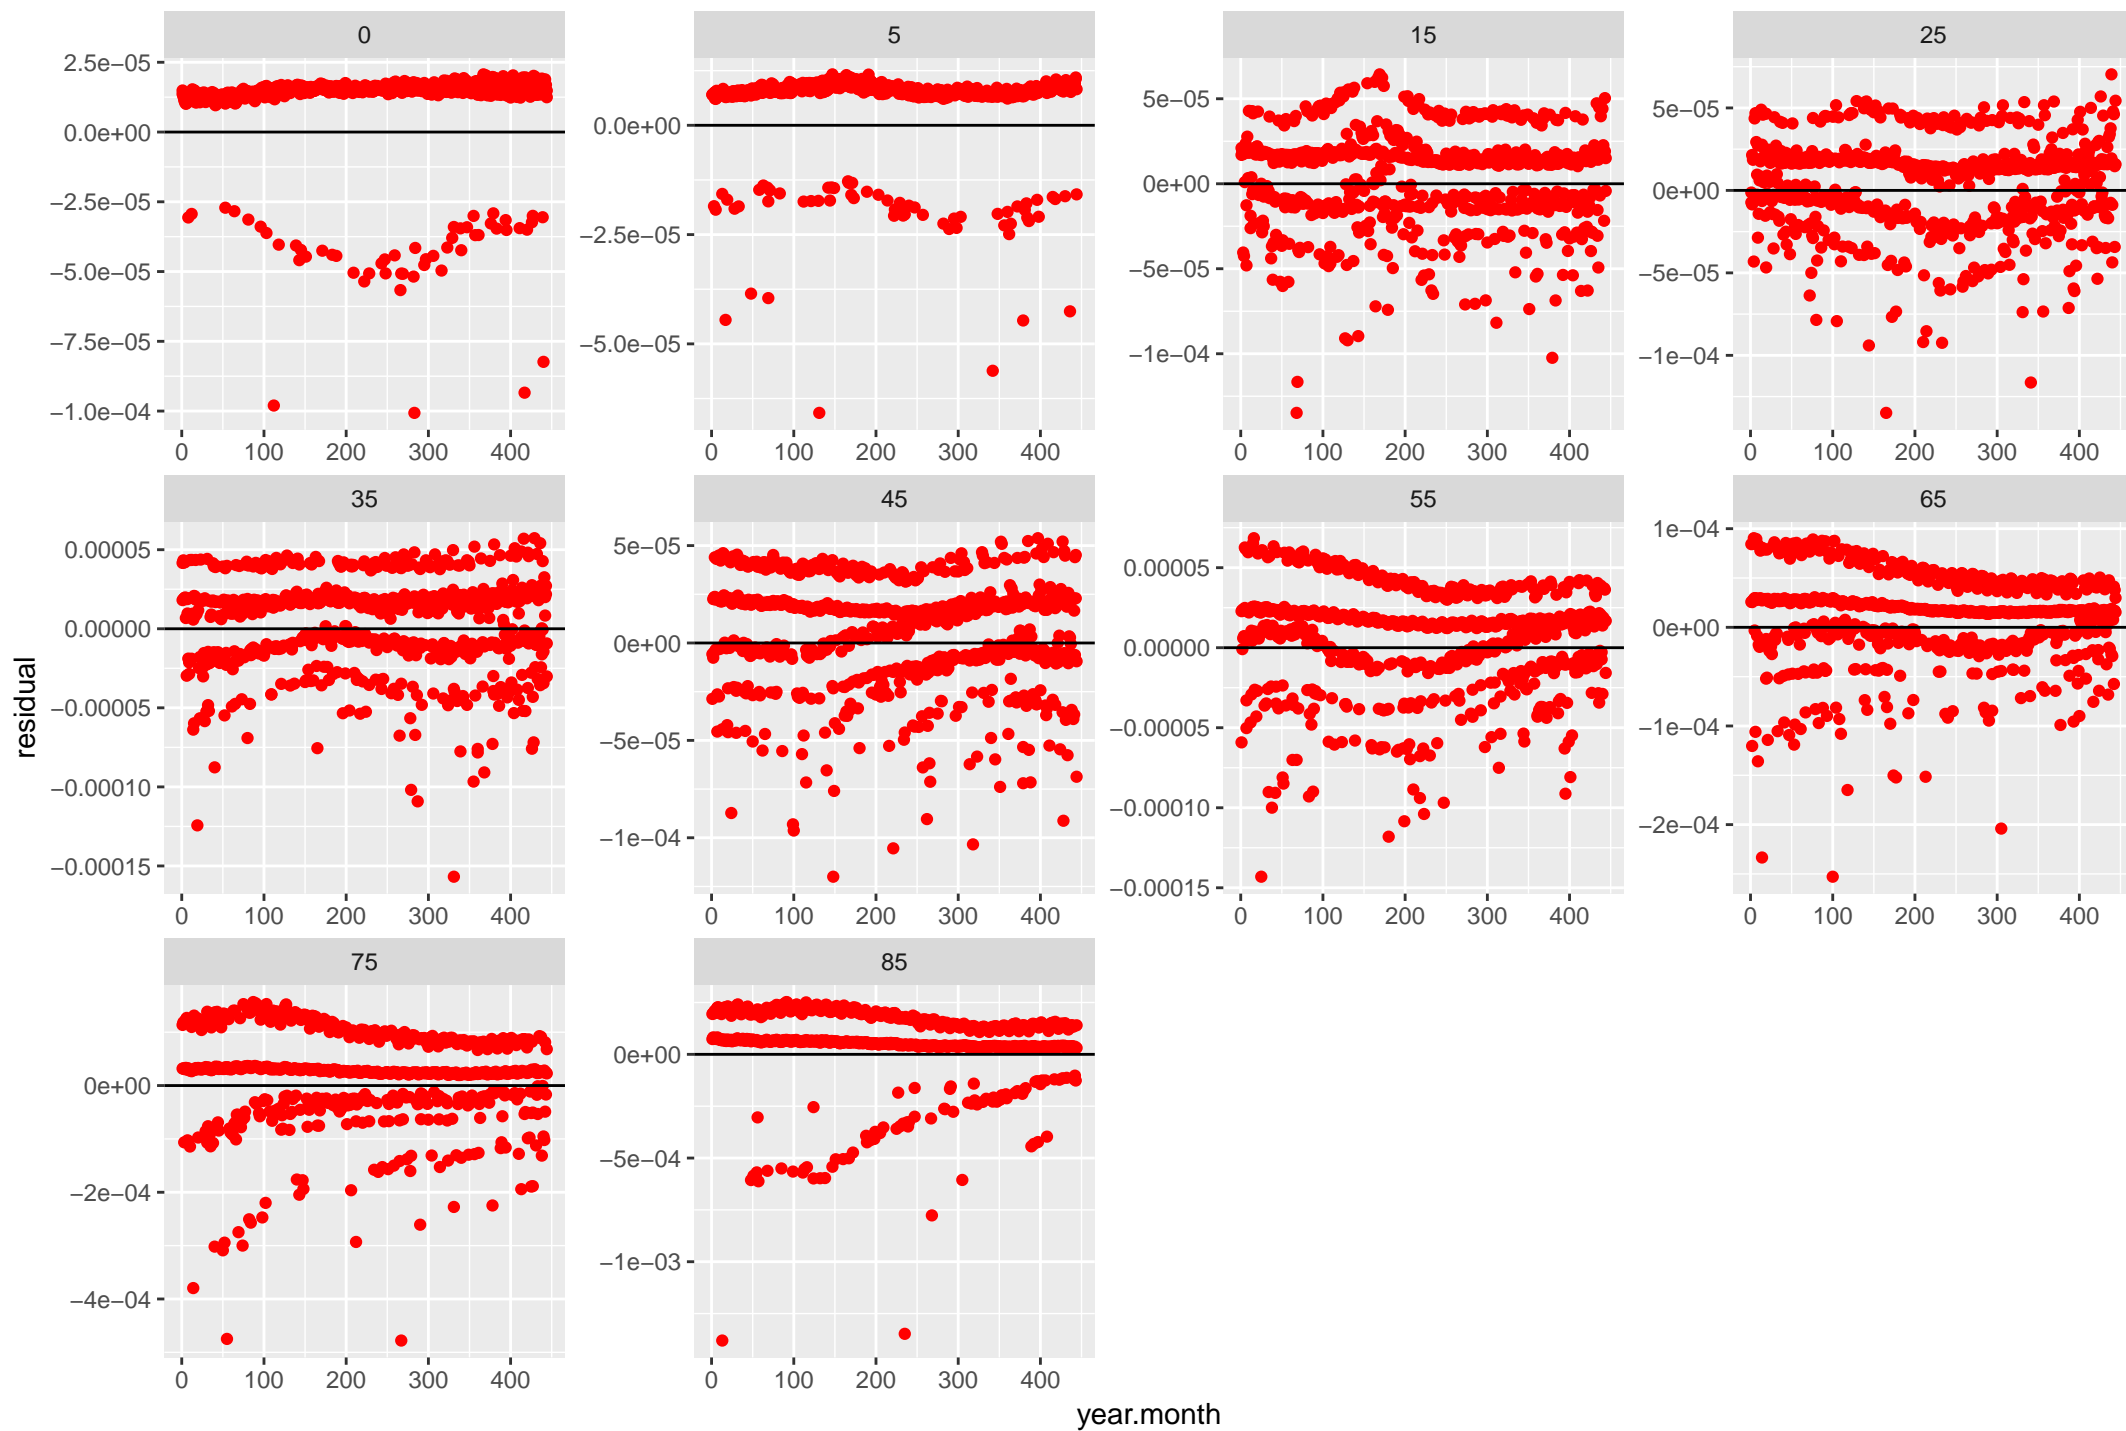 0 5 15 25
2.5e−05
0.0e+00
−2.5e−05
−5.0e−05
−7.5e−05
−1.0e−04
0.0e+00
−2.5e−05
−5.0e−05
5e−05
0e+00
−5e−05
−1e−04
5e−05
0e+00
−5e−05
−1e−04
0 100 200 300 400
0 100 200 300 400
0 100 200 300 400
0 100 200 300 400
35 45 55 65
0.00005
0.00000
−0.00005
−0.00010
−0.00015
5e−05
0e+00
−5e−05
−1e−04
0.00005
0.00000
−0.00005
−0.00010
−0.00015
1e−04
0e+00
−1e−04
−2e−04
0 100 200 300 400
0 100 200 300 400
0 100 200 300 400
0 100 200 300 400
75 85
0e+00
−2e−04
−4e−04
0e+00
−5e−04
−1e−03
0 100 200 300 400
0 100 200 300 400
residual
year.month